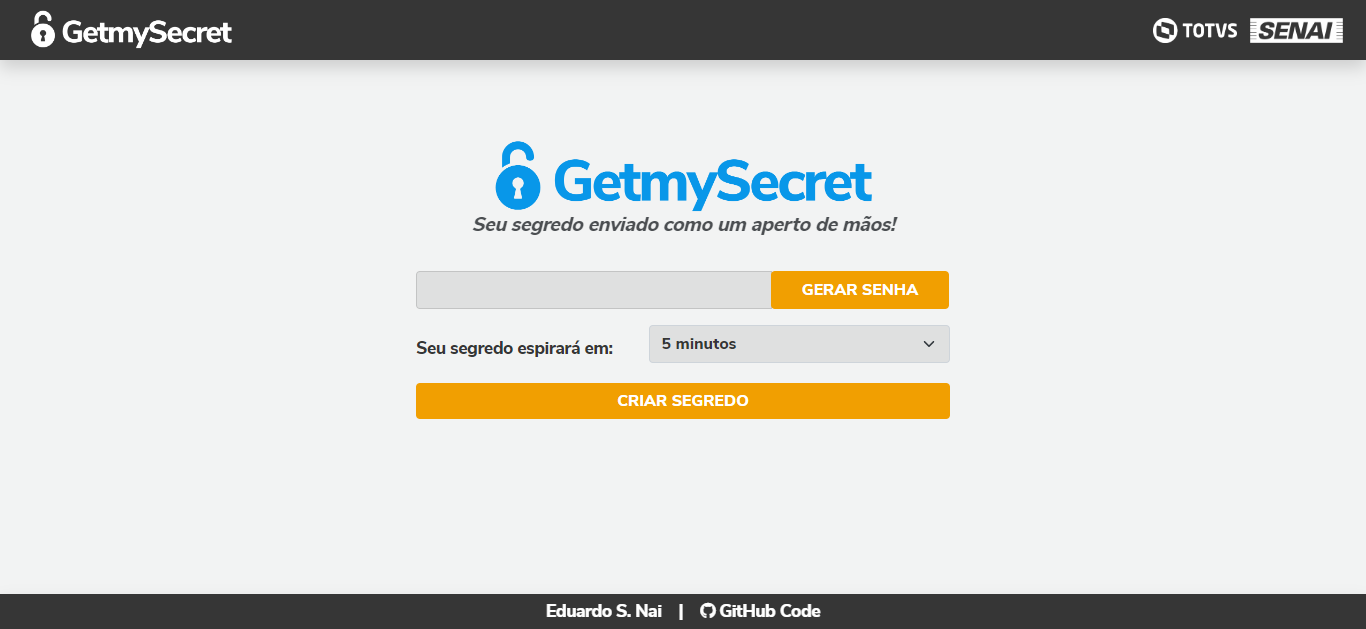 GetmySecret
TOTVS SENAI
GetmySecret
Seu segredo enviado como um aperto de mãos!
GERAR SENHA
Seu segredo espirará em: 5 minutos
CRIAR SEGREDO
Eduardo S. Nai | GitHub Code